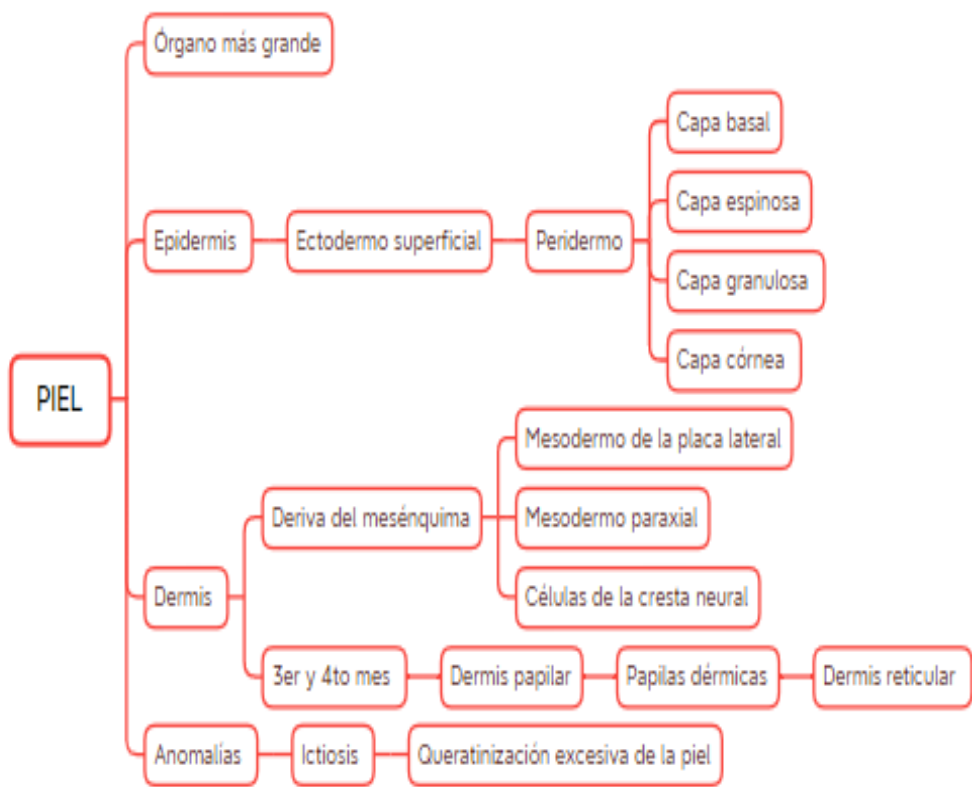 PIEL
Órgano más grande
Epidermis
Ectodermo superficial
Peridermo
Capa basal
Capa espinosa
Capa granulosa
Capa córnea
Dermis
Deriva del mesénquima
Mesodermo de la placa lateral
Mesodermo paraxial
Células de la cresta neural
3er y 4to mes
Dermis papilar
Papilas dérmicas
Dermis reticular
Anomalías
Ictiosis
Queratinización excesiva de la piel